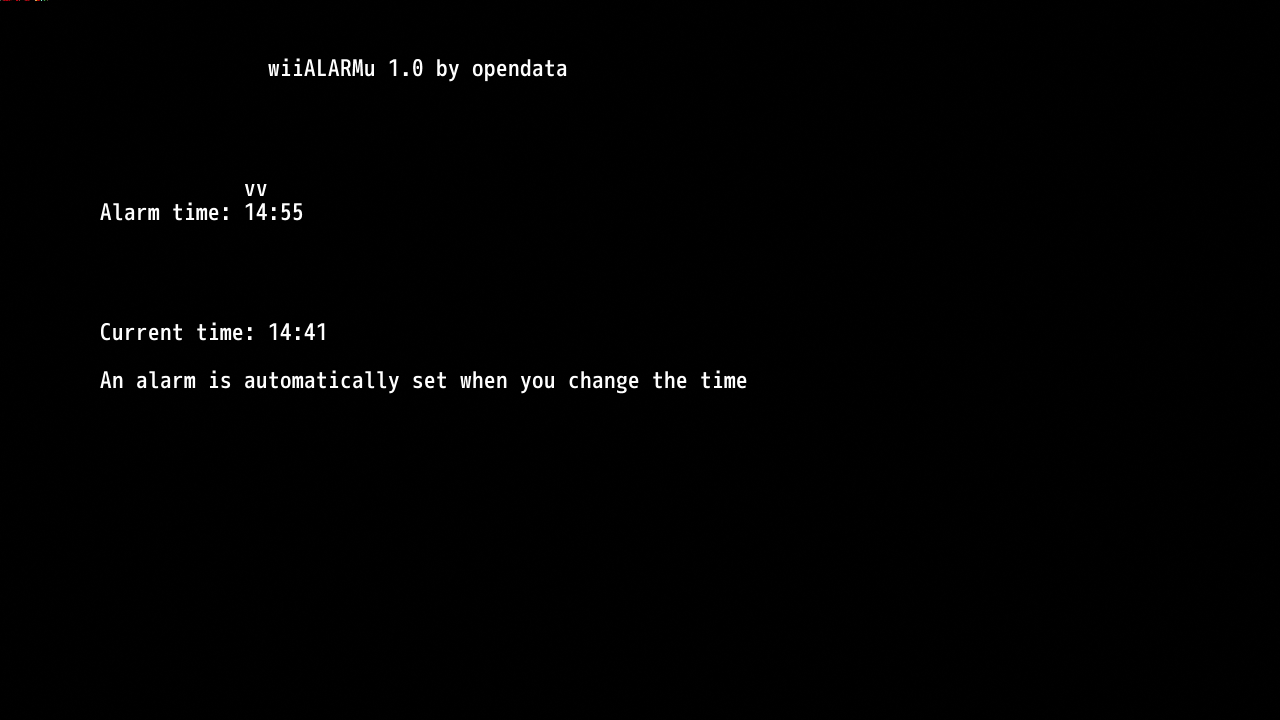 wiiALARMu 1.0 by opendata
vv
Alarm time: 14:55
Current time: 14:41
An alarm is automatically set when you change the time